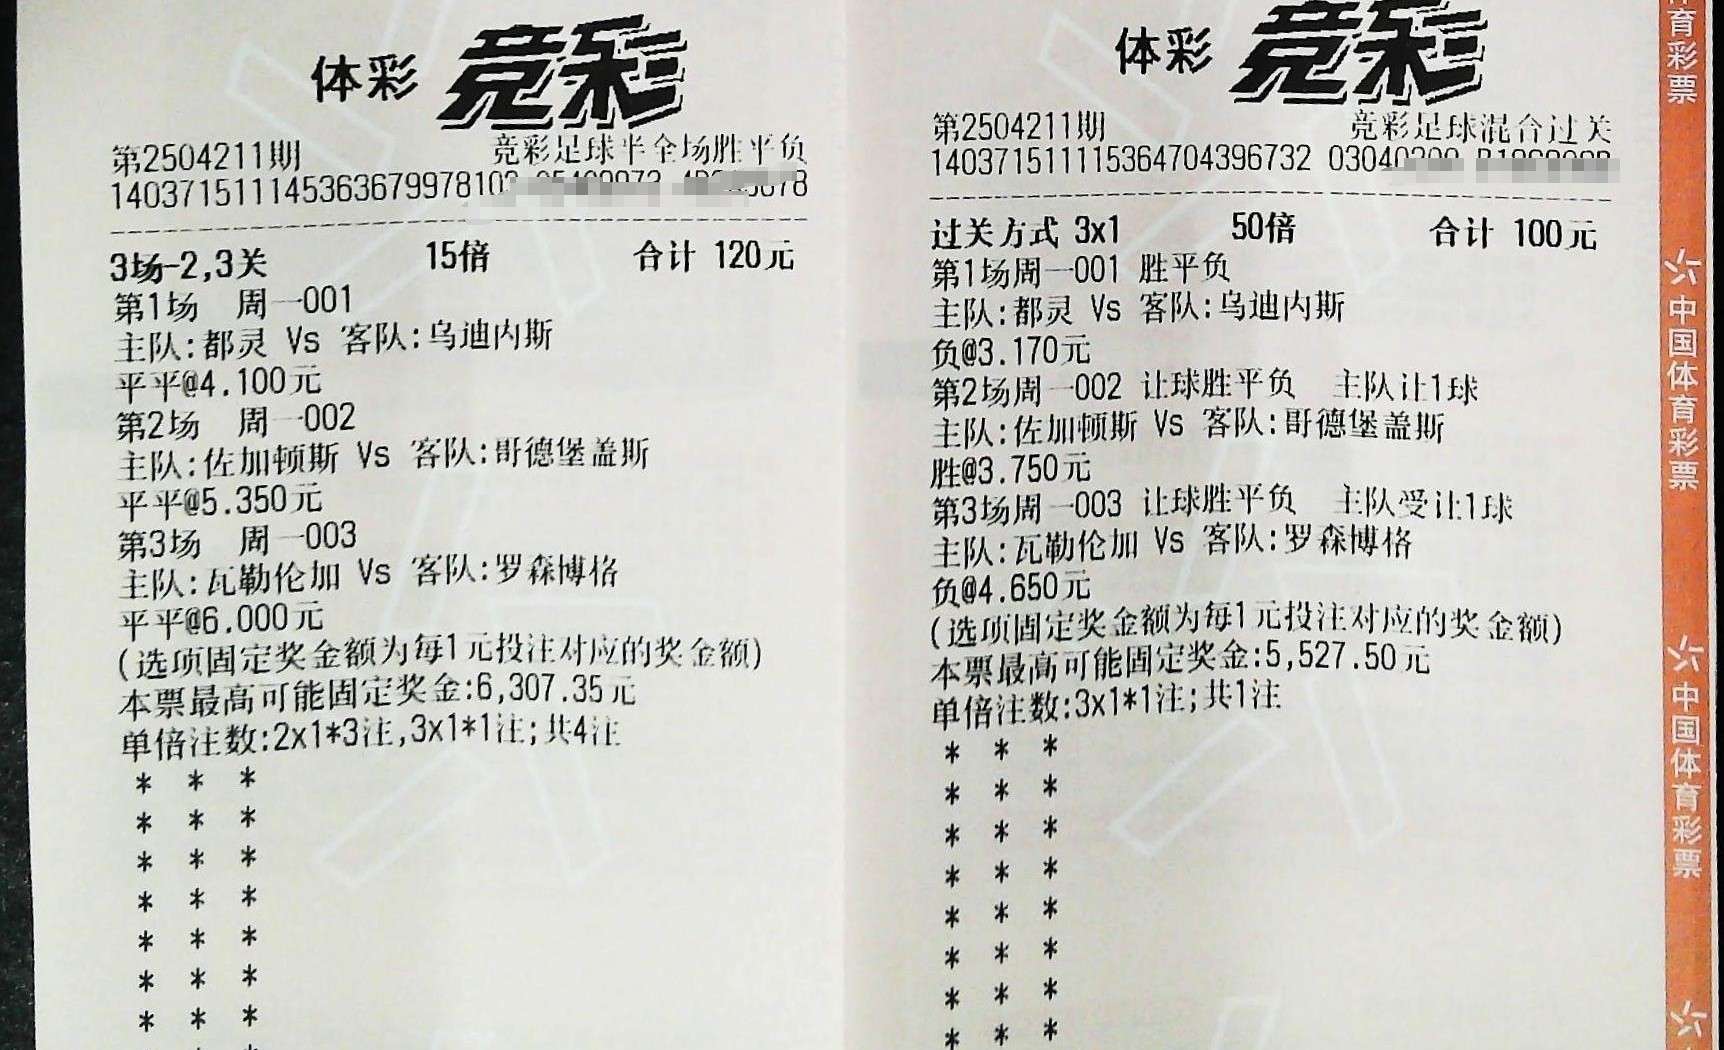 体彩 竞彩
第2504211期 竞彩足球半全场胜平负
140371511145363679978102
3场-2,3关 15倍 合计 120元
第1场 周一001
主队:都灵 Vs 客队:乌迪内斯
平平@4.100元
第2场 周一002
主队:佐加顿斯 Vs 客队:哥德堡盖斯
平平@5.350元
第3场 周一003
主队:瓦勒伦加 Vs 客队:罗森博格
平平@6.000元
(选项固定奖金额为每1元投注对应的奖金额)
本票最高可能固定奖金:6,307.35元
单倍注数:2x1*3注,3x1*1注;共4注
* * *
* * *
* * *
* * *
* * *
* * *
* * *
体彩 竞彩
第2504211期 竞彩足球混合过关
140371511115364704396732
过关方式 3x1 50倍 合计 100元
第1场周一001 胜平负
主队:都灵 Vs 客队:乌迪内斯
负@3.170元
第2场周一002 让球胜平负 主队让1球
主队:佐加顿斯 Vs 客队:哥德堡盖斯
胜@3.750元
第3场周一003 让球胜平负 主队受让1球
主队:瓦勒伦加 Vs 客队:罗森博格
负@4.650元
(选项固定奖金额为每1元投注对应的奖金额)
本票最高可能固定奖金:5,527.50元
单倍注数:3x1*1注;共1注
* * *
* * *
* * *
* * *
* * *
* * *
* * *
* * *
育彩票
中国体育彩票
中国体育彩票